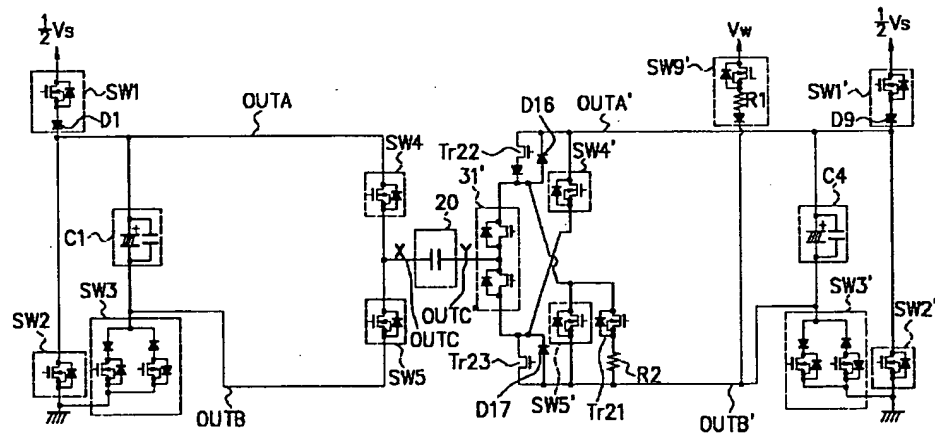 ½Vs
Vw
½Vs
SW1
D1
OUTA
D16
OUTA'
SW9'
L
R1
SW1'
D9
Tr22
SW4
31'
SW4'
C4
C1
+
20
X
Y
+
SW3
OUTC'
OUTC
SW3'
SW2
SW5
Tr23
SW5'
R2
SW2'
D17
Tr21
OUTB
OUTB'